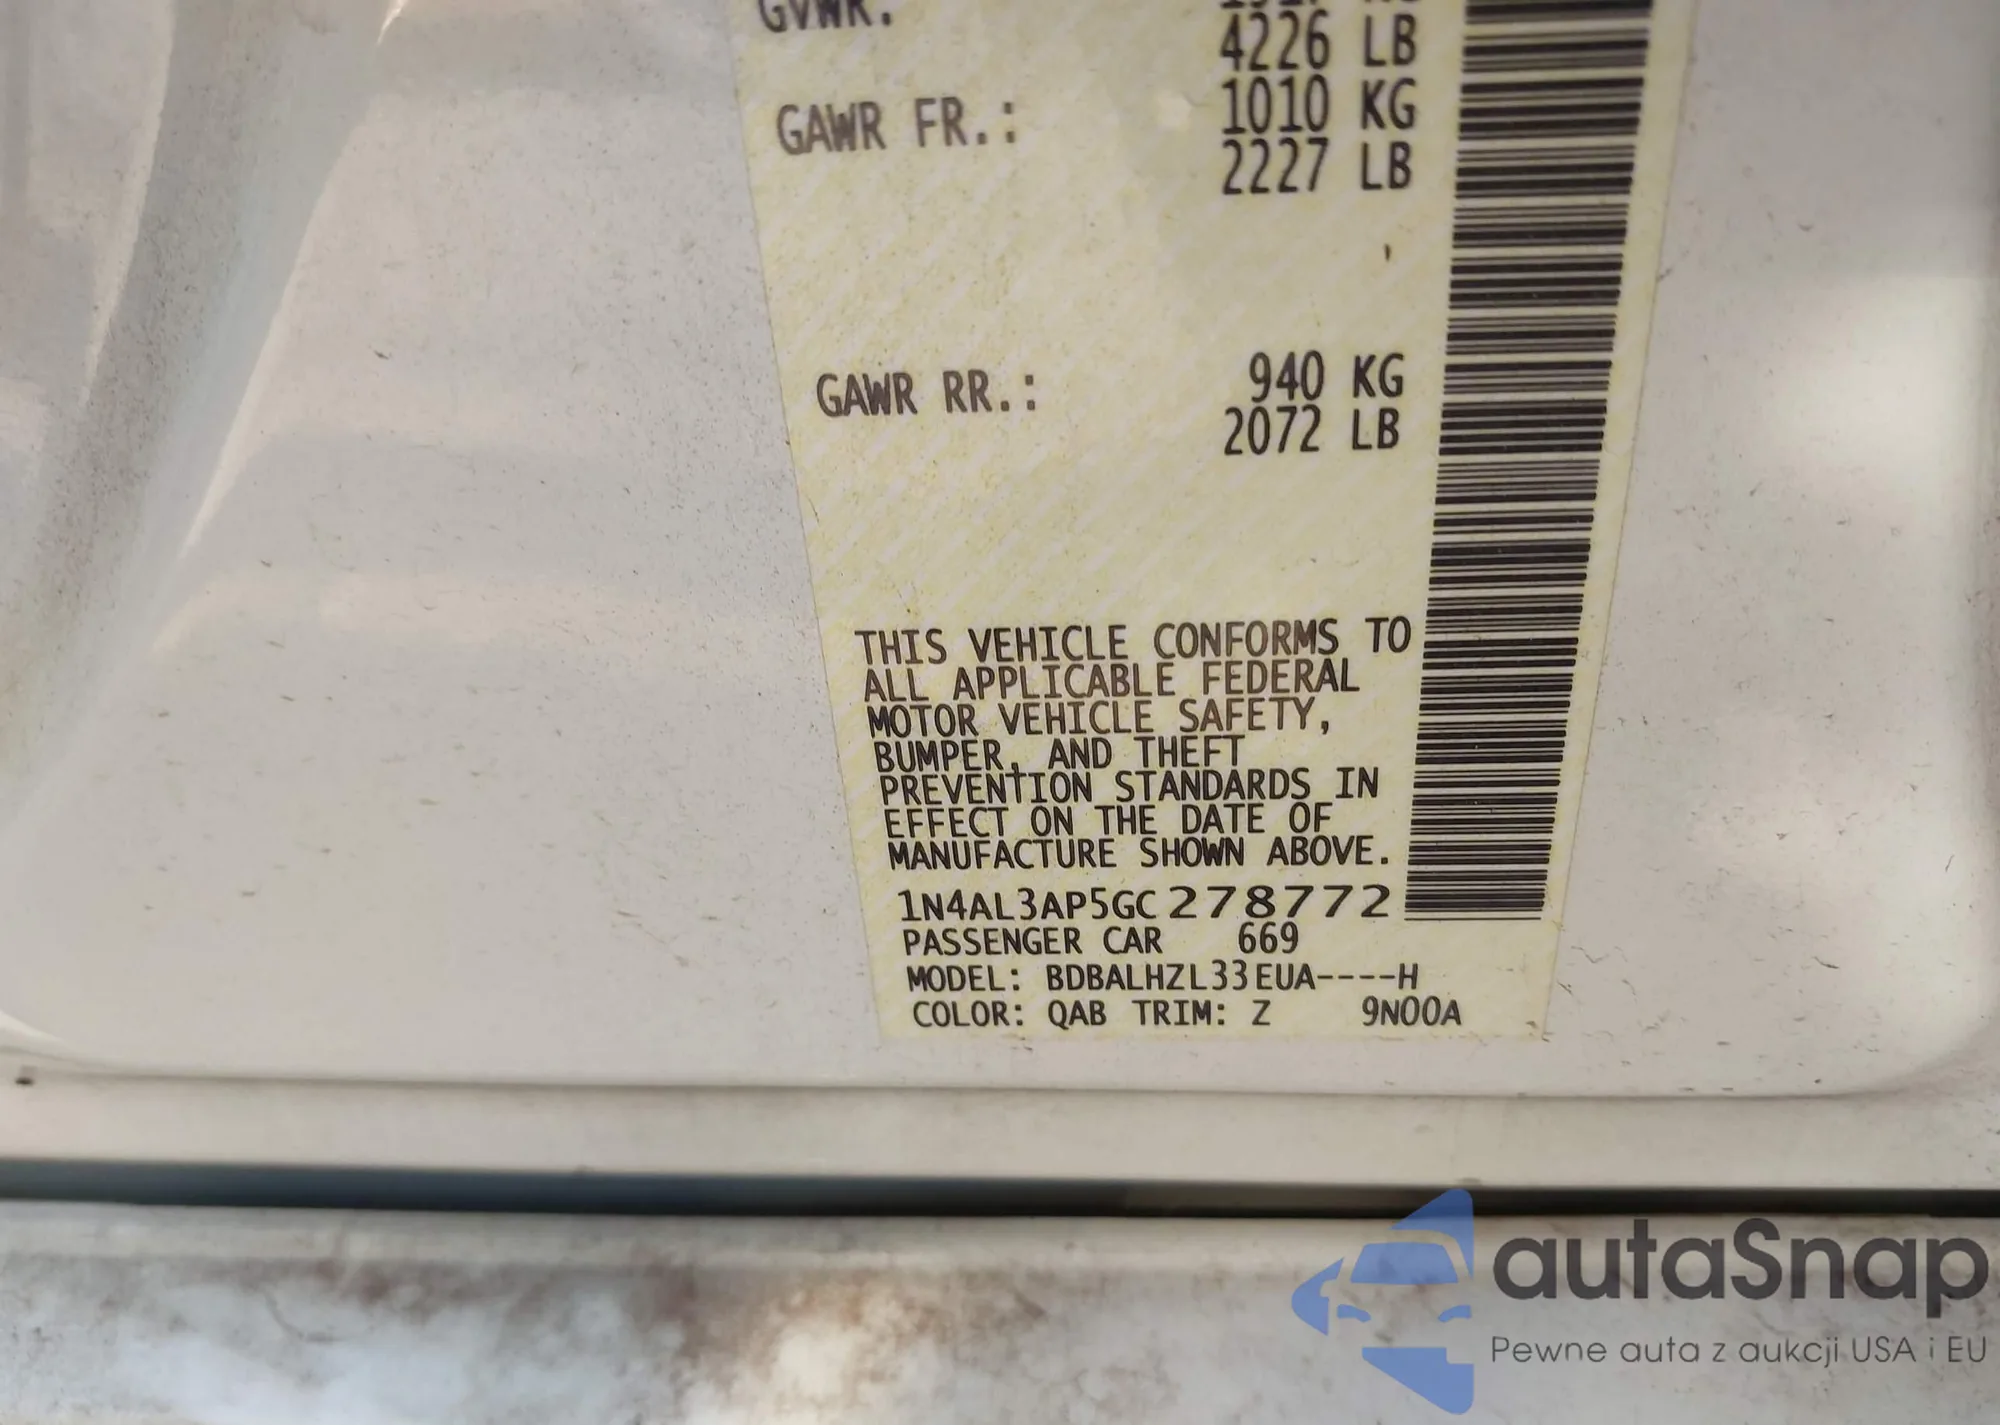 GVWR:
4226 LB
GAWR FR.: 1010 KG
2227 LB
GAWR RR.: 940 KG
2072 LB
THIS VEHICLE CONFORMS TO
ALL APPLICABLE FEDERAL
MOTOR VEHICLE SAFETY,
BUMPER, AND THEFT
PREVENTION STANDARDS IN
EFFECT ON THE DATE OF
MANUFACTURE SHOWN ABOVE.
1N4AL3AP5GC278772
PASSENGER CAR 669
MODEL: BDBALHZL33EUA----H
COLOR: QAB TRIM: Z 9N00A
autaSnap
Pewne auta z aukcji USA i EU